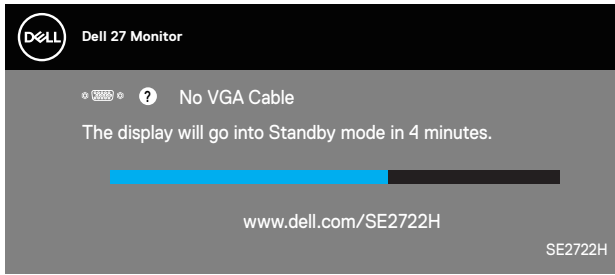 DELL
Dell 27 Monitor
? No VGA Cable
The display will go into Standby mode in 4 minutes.
www.dell.com/SE2722H
SE2722H